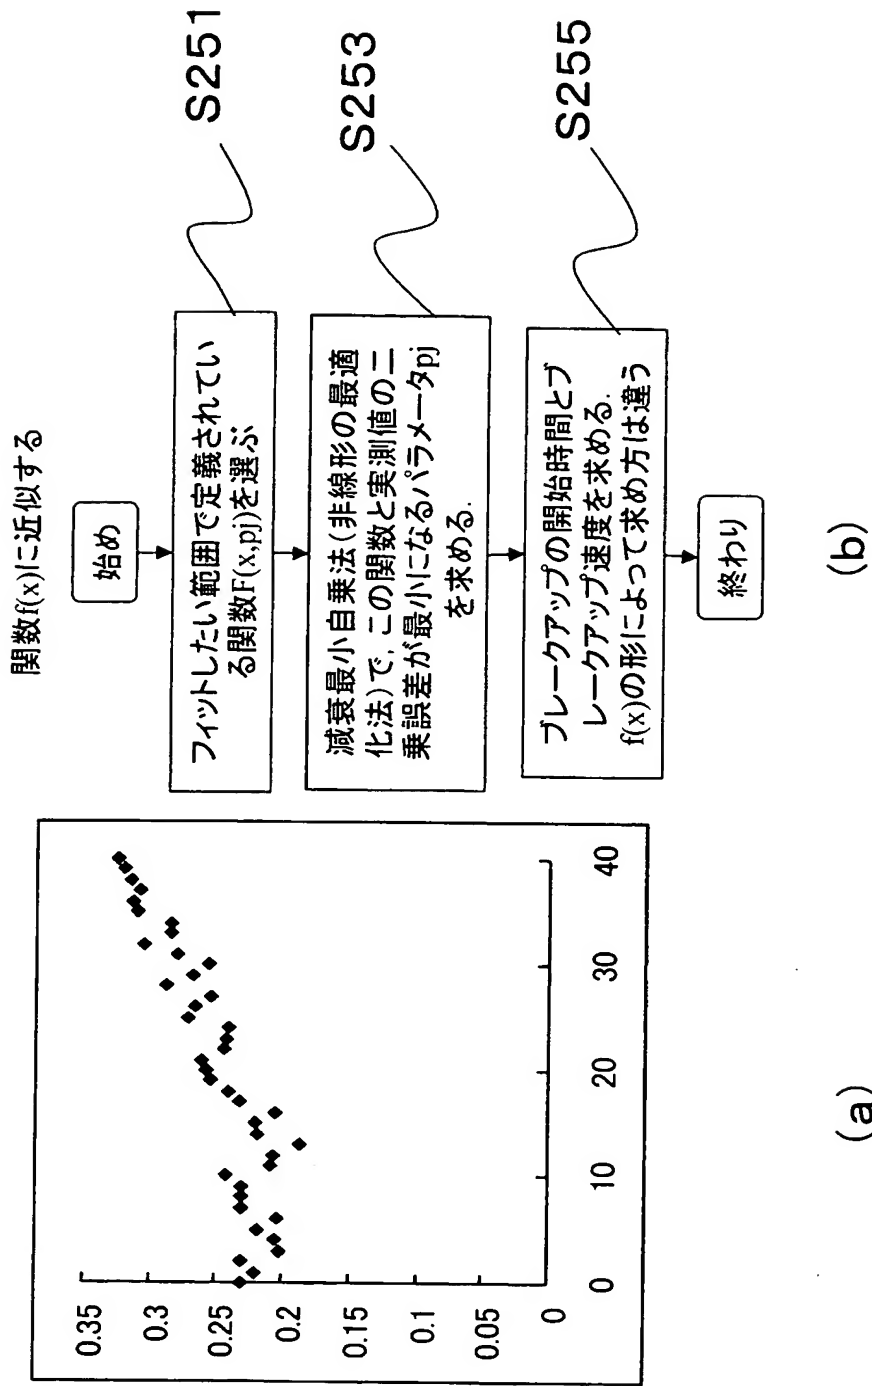 関数f(x)に近似する
始め
フィットしたい範囲で定義されてい
る関数F(x,pj)を選ぶ
S251
減衰最小自乗法(非線形の最適
化法)で,この関数と実測値の二
乗誤差が最小になるパラメータpj
を求める.
S253
ブレークアップの開始時間とブ
レークアップ速度を求める.
f(x)の形によって求め方は違う
S255
終わり
(b)
0.35
0.3
0.25
0.2
0.15
0.1
0.05
0
0
10
20
30
40
(a)